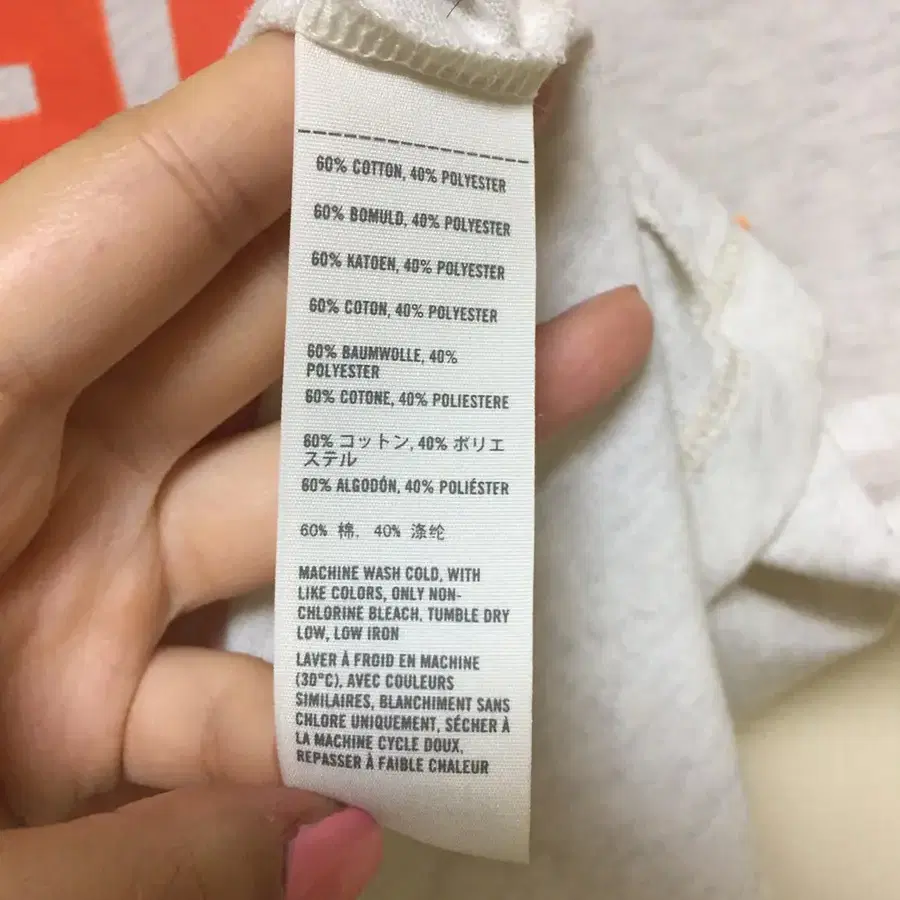 60% COTTON, 40% POLYESTER
60% BOMULD, 40% POLYESTER
60% KATOEN, 40% POLYESTER
60% COTON, 40% POLYESTER
60% BAUMWOLLE, 40%
POLYESTER
60% COTONE, 40% POLIESTERE
60% コットン, 40% ポリエ
ステル
60% ALGODÓN, 40% POLIÉSTER
60% 棉, 40% 涤纶
MACHINE WASH COLD, WITH
LIKE COLORS, ONLY NON-
CHLORINE BLEACH, TUMBLE DRY
LOW, LOW IRON
LAVER À FROID EN MACHINE
(30°C), AVEC COULEURS
SIMILAIRES, BLANCHIMENT SANS
CHLORE UNIQUEMENT, SÉCHER À
LA MACHINE CYCLE DOUX,
REPASSER À FAIBLE CHALEUR